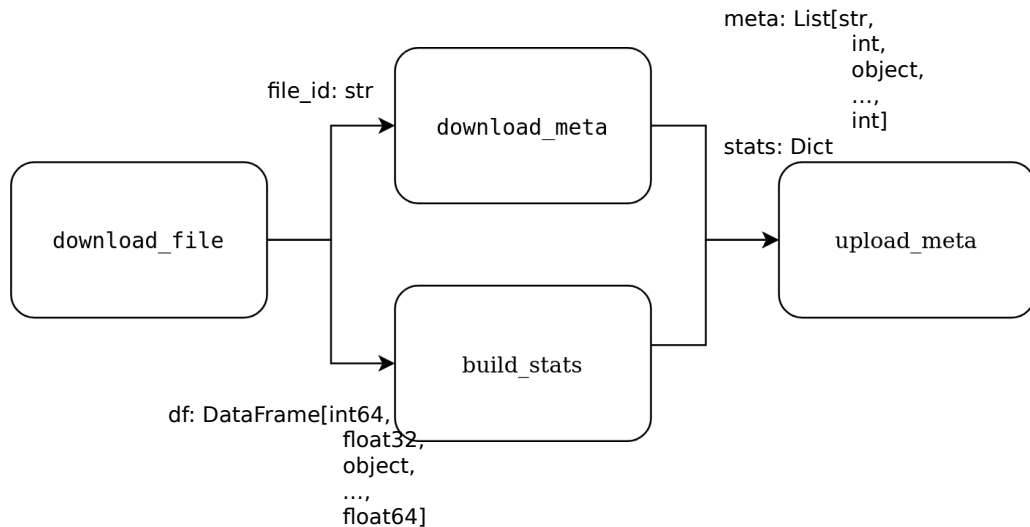 meta: List[str,
int,
object,
...,
int]
file_id: str
download_meta
stats: Dict
download_file
upload_meta
build_stats
df: DataFrame[int64,
float32,
object,
...,
float64]